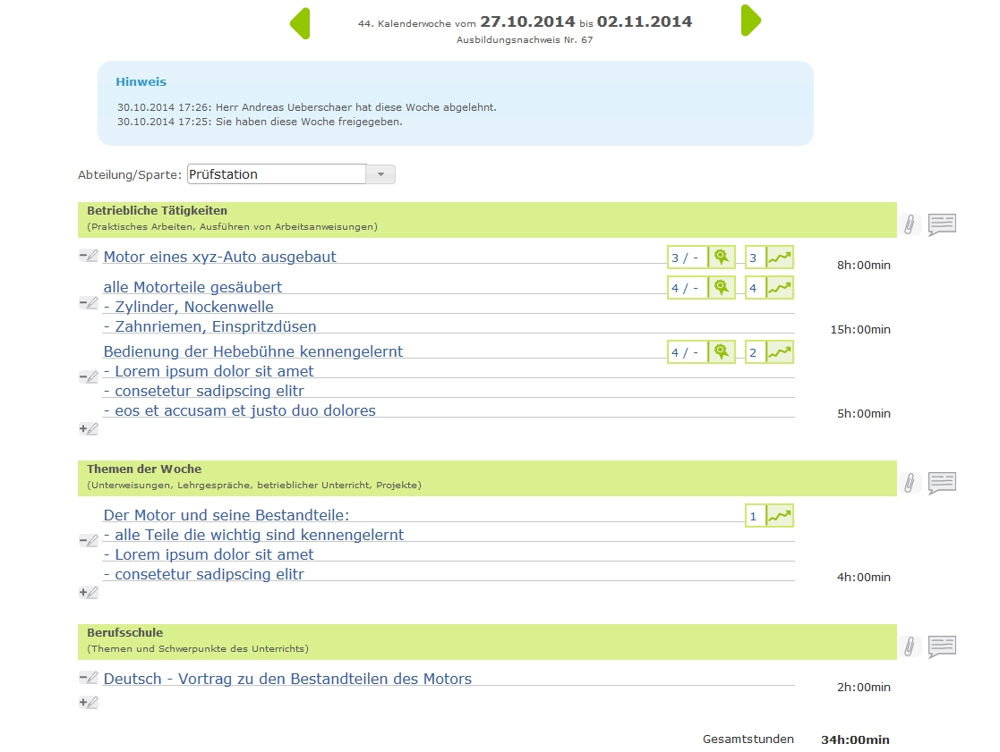 44. Kalenderwoche vom 27.10.2014 bis 02.11.2014
Ausbildungsnachweis Nr. 67
Hinweis
30.10.2014 17:26: Herr Andreas Ueberschaer hat diese Woche abgelehnt.
30.10.2014 17:25: Sie haben diese Woche freigegeben.
Abteilung/Sparte: Prüfstation
Betriebliche Tätigkeiten
(Praktisches Arbeiten, Ausführen von Arbeitsanweisungen)
Motor eines xyz-Auto ausgebaut 3 / - 3 8h:00min
alle Motorteile gesäubert 4 / - 4
- Zylinder, Nockenwelle
- Zahnriemen, Einspritzdüsen 15h:00min
Bedienung der Hebebühne kennengelernt 4 / - 2
- Lorem ipsum dolor sit amet
- consetetur sadipscing elitr
- eos et accusam et justo duo dolores 5h:00min
Themen der Woche
(Unterweisungen, Lehrgespräche, betrieblicher Unterricht, Projekte)
Der Motor und seine Bestandteile: 1
- alle Teile die wichtig sind kennengelernt
- Lorem ipsum dolor sit amet
- consetetur sadipscing elitr 4h:00min
Berufsschule
(Themen und Schwerpunkte des Unterrichts)
Deutsch - Vortrag zu den Bestandteilen des Motors 2h:00min
Gesamtstunden 34h:00min